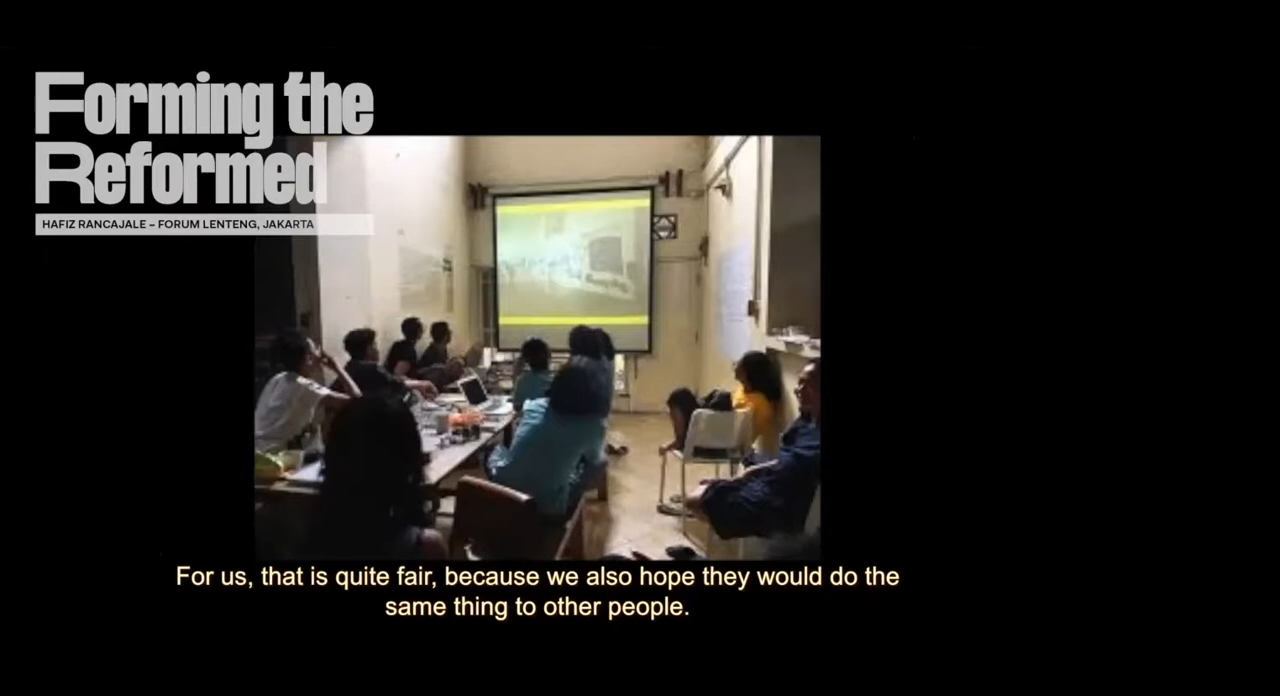 Forming the
Reformed
HAFIZ RANCAJALE – FORUM LENTENG, JAKARTA
For us, that is quite fair, because we also hope they would do the
same thing to other people.